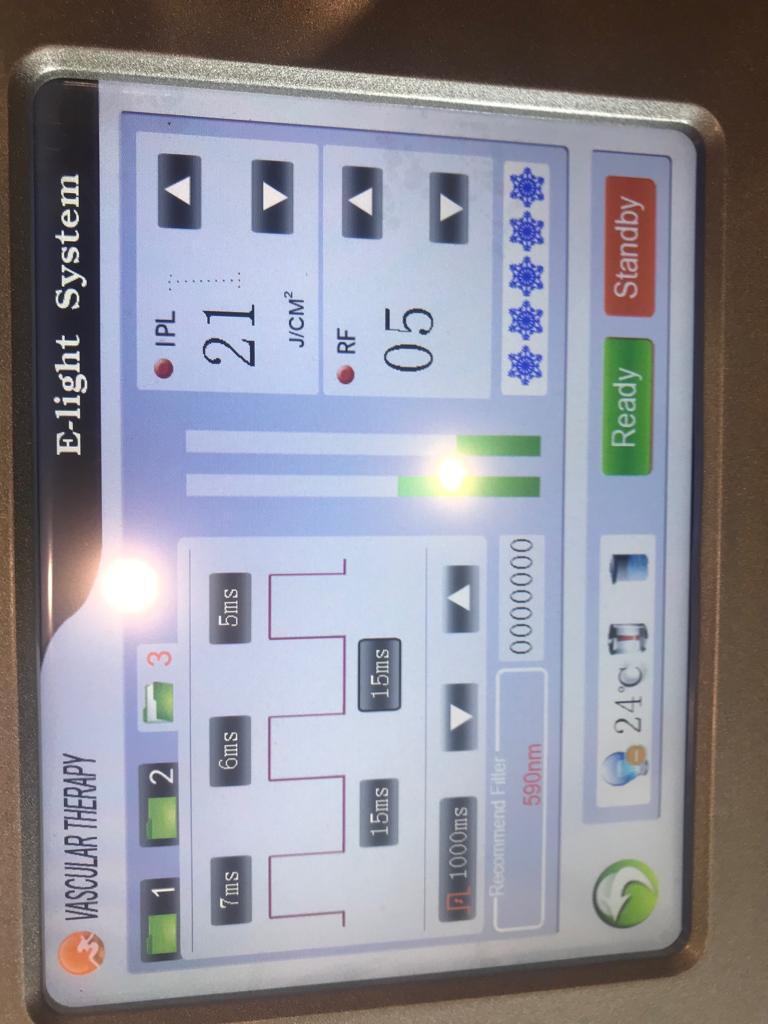 E-light System
VASCULAR THERAPY
1
2
3
7ms
6ms
5ms
15ms
15ms
1000ms
Recommend Filter
590nm
0000000
IPL
21
J/CM²
RF
05
24℃
Ready
Standby